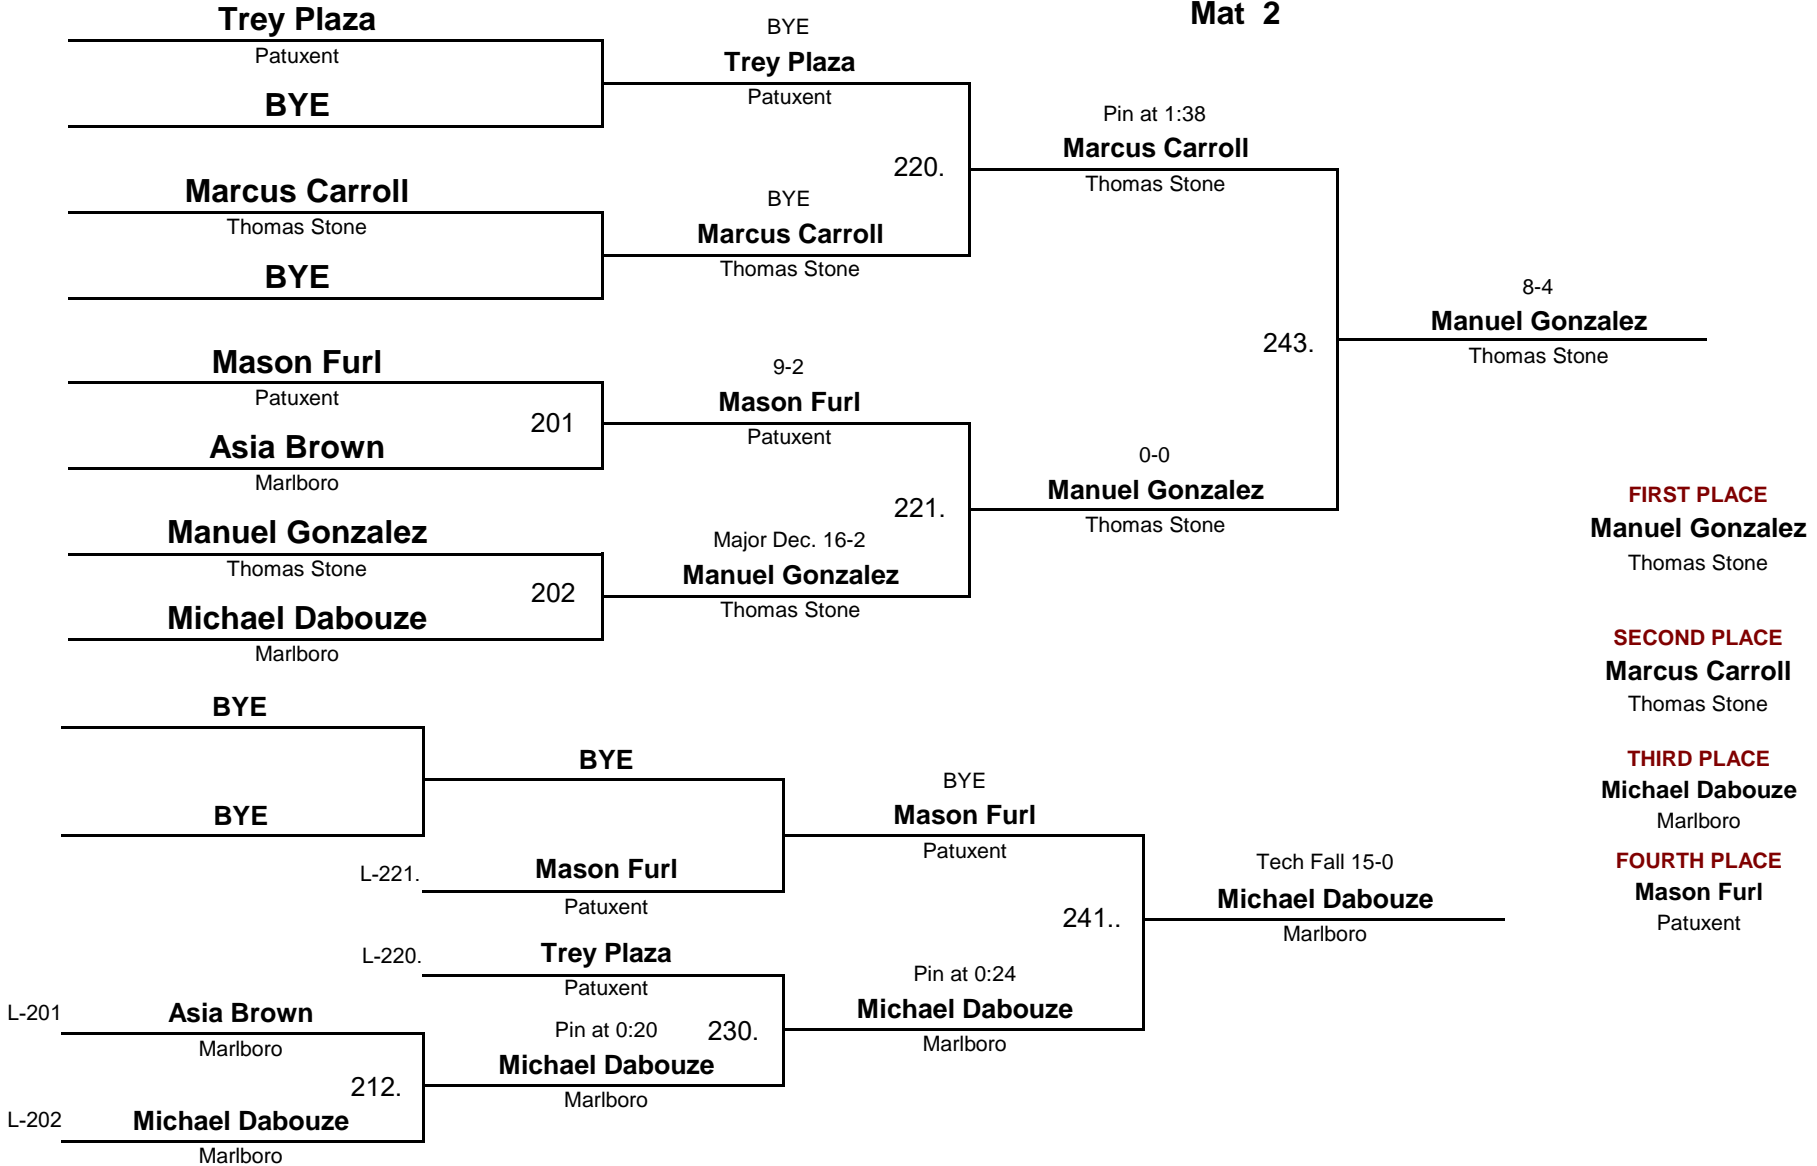 Mat 2
Trey Plaza
Patuxent
BYE
BYE
Trey Plaza
Patuxent
Marcus Carroll
Thomas Stone
BYE
220.
BYE
Marcus Carroll
Thomas Stone
Pin at 1:38
Marcus Carroll
Thomas Stone
Mason Furl
Patuxent
201
Asia Brown
Marlboro
9-2
Mason Furl
Patuxent
Manuel Gonzalez
Thomas Stone
202
Michael Dabouze
Marlboro
221.
Major Dec. 16-2
Manuel Gonzalez
Thomas Stone
0-0
Manuel Gonzalez
Thomas Stone
243.
8-4
Manuel Gonzalez
Thomas Stone
FIRST PLACE
Manuel Gonzalez
Thomas Stone
SECOND PLACE
Marcus Carroll
Thomas Stone
THIRD PLACE
Michael Dabouze
Marlboro
FOURTH PLACE
Mason Furl
Patuxent
BYE
BYE
BYE
L-221.
Mason Furl
Patuxent
BYE
Mason Furl
Patuxent
L-220.
Trey Plaza
Patuxent
L-201
Asia Brown
Marlboro
212.
L-202
Michael Dabouze
Marlboro
Pin at 0:20
230.
Michael Dabouze
Marlboro
Pin at 0:24
Michael Dabouze
Marlboro
241..
Tech Fall 15-0
Michael Dabouze
Marlboro